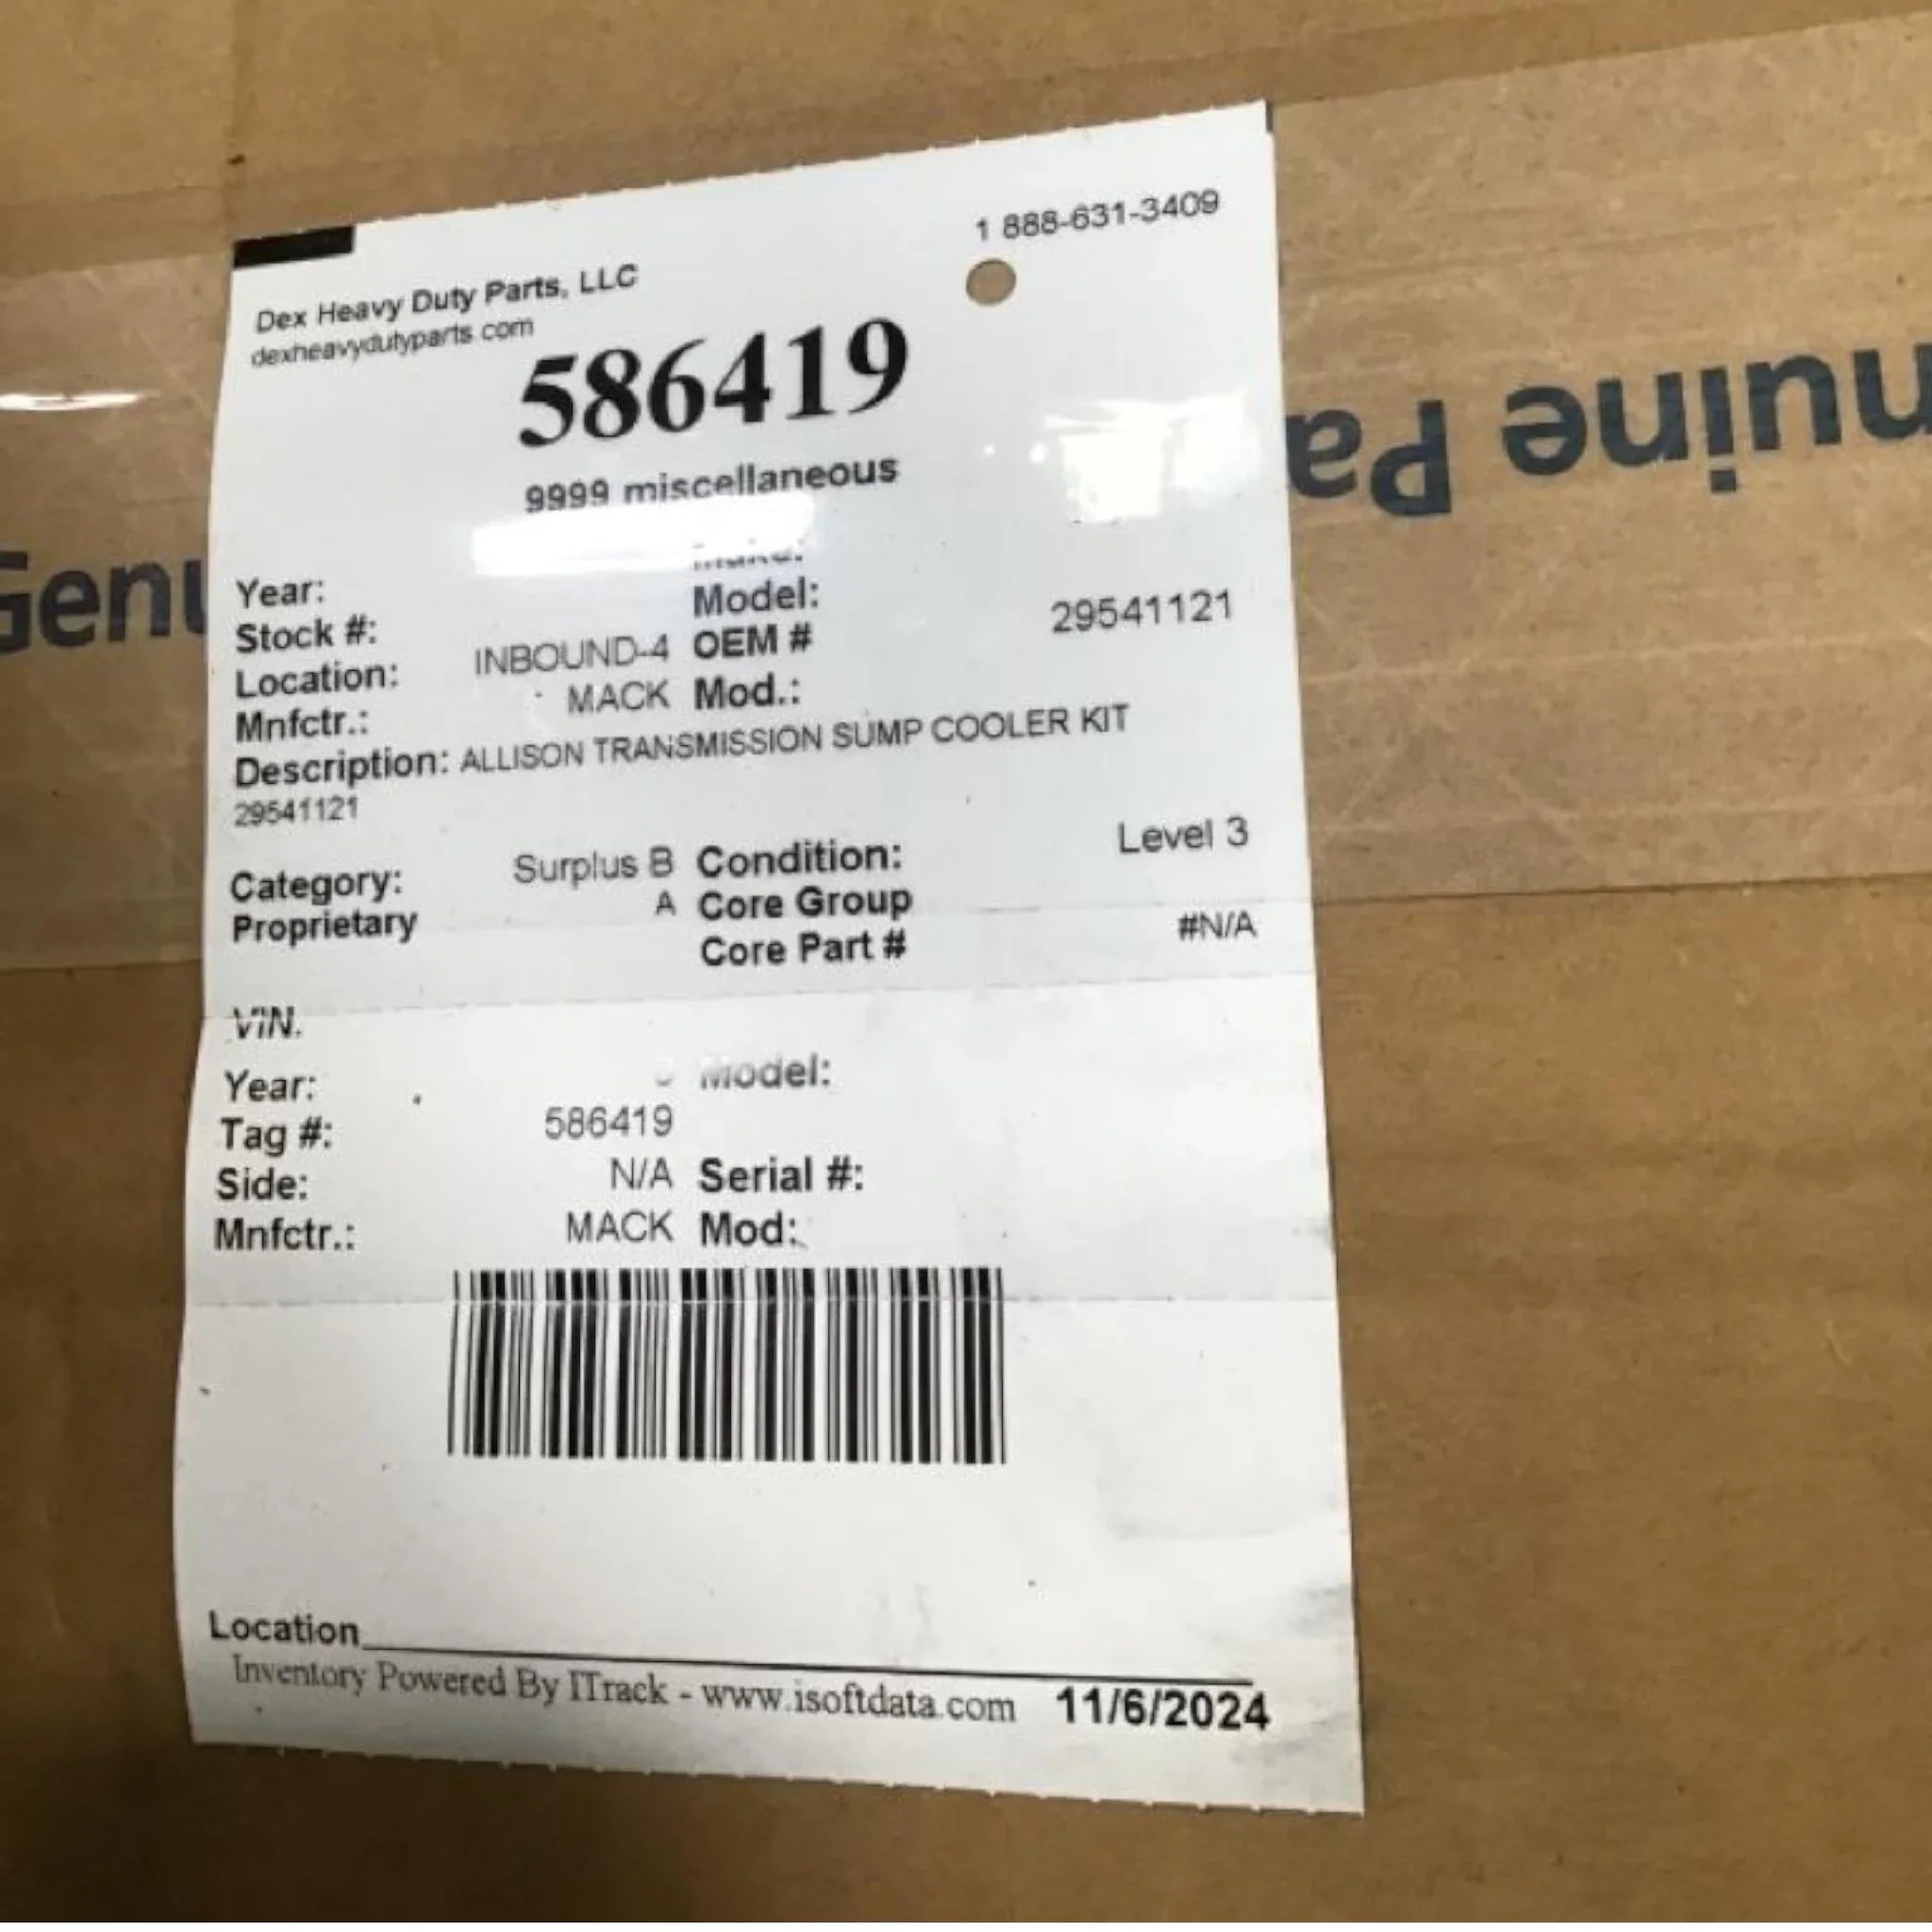 1 888-631-3409
Dex Heavy Duty Parts, LLC
dexheavydutyparts.com
586419
9999 miscellaneous
Year:
Model:
Stock #:
Location: INBOUND-4 OEM # 29541121
Mnfctr.: MACK Mod.:
Description: ALLISON TRANSMISSION SUMP COOLER KIT
29541121
Category: Surplus B Condition: Level 3
Proprietary A Core Group
Core Part # #N/A
VIN.
Year: Model:
Tag #: 586419
Side: N/A Serial #:
Mnfctr.: MACK Mod:
Location
Inventory Powered By ITrack - www.isoftdata.com 11/6/2024
Genu
nuine Pa